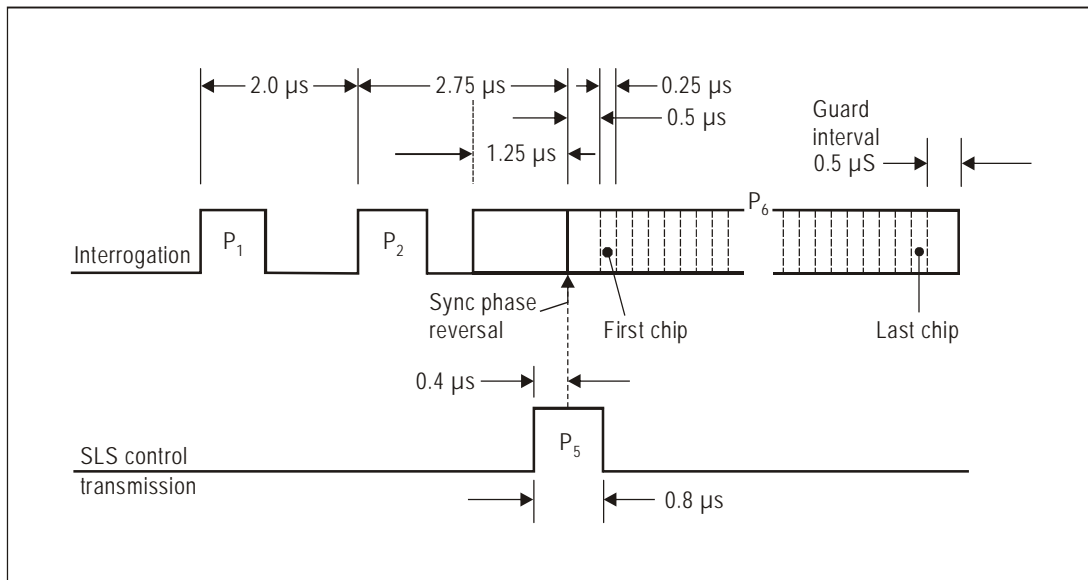 2.0 µs
2.75 µs
0.25 µs
0.5 µs
1.25 µs
Guard
interval
0.5 µS
P6
Interrogation
P1
P2
Sync phase
reversal
First chip
Last chip
0.4 µs
P5
SLS control
transmission
0.8 µs